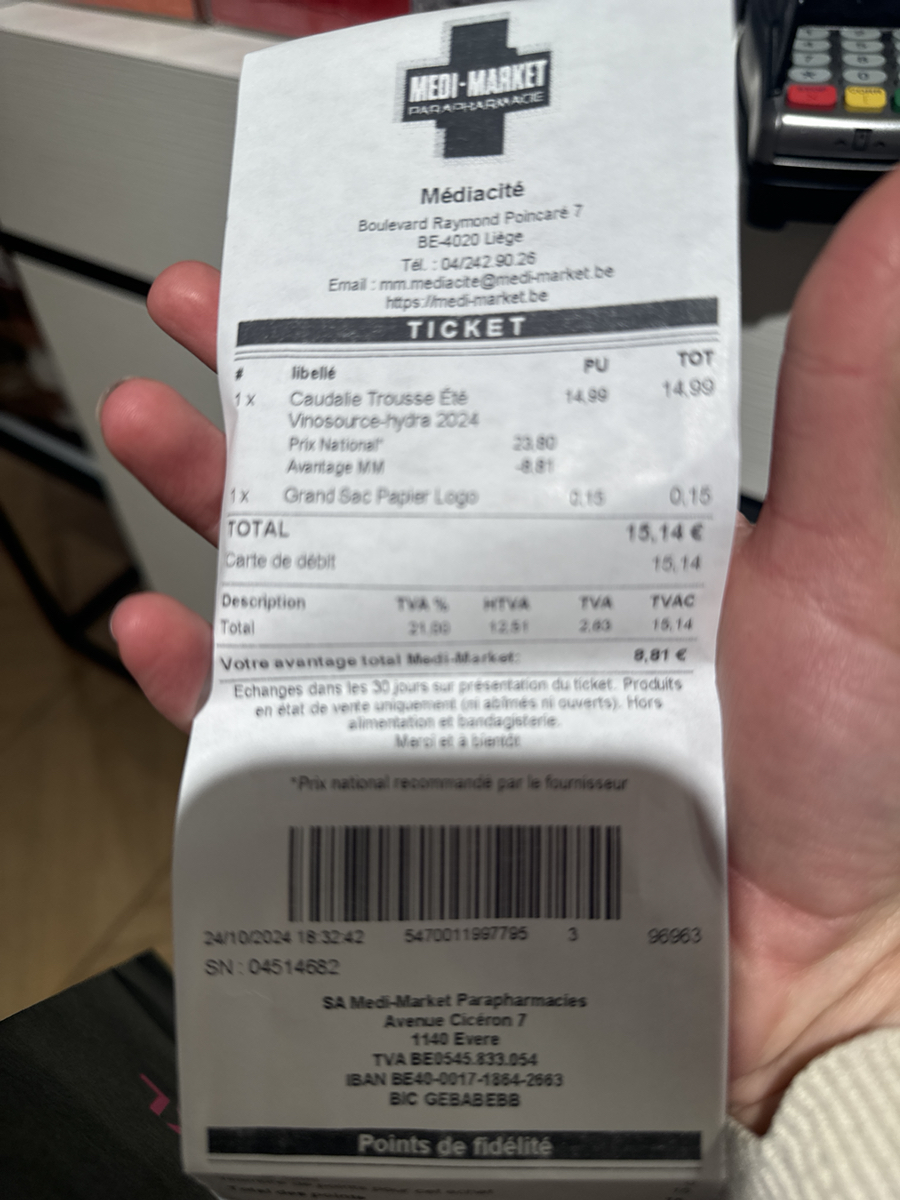 MEDI-MARKET
PARAPHARMACIE
Médiacité
Boulevard Raymond Poincaré 7
BE-4020 Liège
Tél. : 04/242.90.26
Email : mm.mediacite@medi-market.be
https://medi-market.be
TICKET
# libellé PU TOT
1 x Caudalie Trousse Été 14,99 14,99
Vinosource-hydra 2024
Prix National* 23,80
Avantage MM -8,81
1 x Grand Sac Papier Logo 0,15 0,15
TOTAL 15,14 €
Carte de débit 15,14
Description TVA % HTVA TVA TVAC
Total 21,00 12,51 2,63 15,14
Votre avantage total Medi-Market: 8,81 €
Echanges dans les 30 jours sur présentation du ticket. Produits
en état de vente uniquement (ni abîmés ni ouverts). Hors
alimentation et bandagisterie.
Merci et à bientôt
*Prix national recommandé par le fournisseur
24/10/2024 18:32:42 5470011997795 3 96963
SN : 04514682
SA Medi-Market Parapharmacies
Avenue Cicéron 7
1140 Evere
TVA BE0545.833.054
IBAN BE40-0017-1864-2663
BIC GEBABEBB
Points de fidélité
Total des points